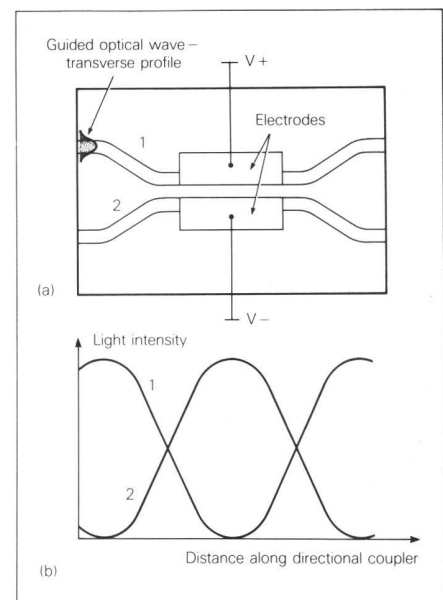 Guided optical wave –
transverse profile
V +
Electrodes
1
2
(a)
V –
Light intensity
1
2
Distance along directional coupler
(b)